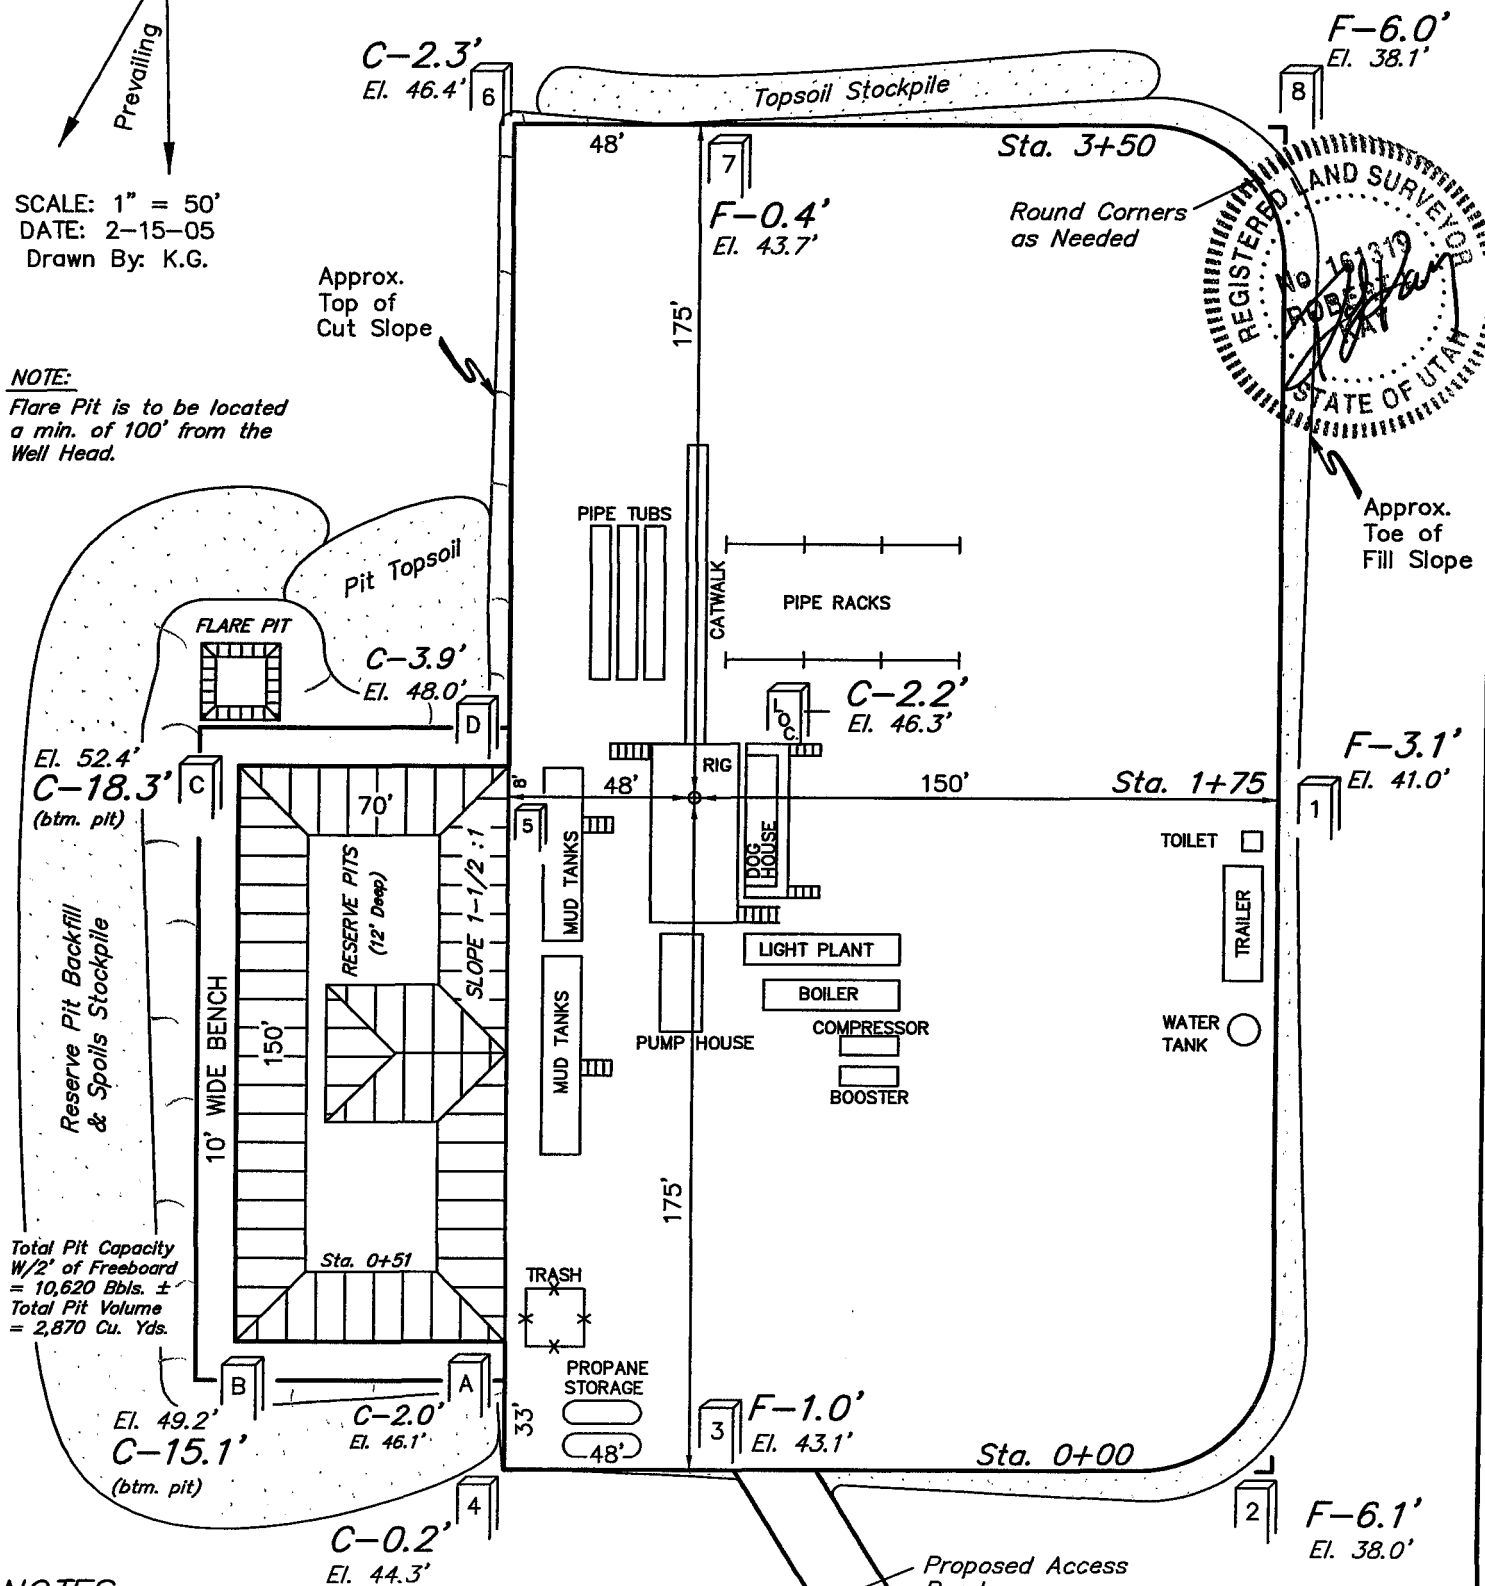 Prevailing
SCALE: 1" = 50'
DATE: 2-15-05
Drawn By: K.G.
C-2.3'
El. 46.4'
6
Topsoil Stockpile
F-6.0'
El. 38.1'
8
48'
7
Sta. 3+50
F-0.4'
El. 43.7'
Round Corners
as Needed
REGISTERED LAND SURVEYOR
No. 161319
ROBERT
KAY
STATE OF UTAH
Approx.
Top of
Cut Slope
175'
NOTE:
Flare Pit is to be located
a min. of 100' from the
Well Head.
Approx.
Toe of
Fill Slope
PIPE TUBS
CATWALK
PIPE RACKS
Pit Topsoil
FLARE PIT
C-3.9'
El. 48.0'
D
L
O
C.
C-2.2'
El. 46.3'
El. 52.4'
C-18.3'
(btm. pit)
C
RIG
F-3.1'
El. 41.0'
1
70'
8'
48'
150'
Sta. 1+75
5
DOG
HOUSE
MUD TANKS
TOILET
TRAILER
RESERVE PITS
(12' Deep)
SLOPE 1-1/2 : 1
Reserve Pit Backfill
& Spoils Stockpile
10' WIDE BENCH
150'
LIGHT PLANT
BOILER
MUD TANKS
PUMP HOUSE
COMPRESSOR
BOOSTER
WATER
TANK
175'
Total Pit Capacity
W/2' of Freeboard
= 10,620 Bbls. ±
Total Pit Volume
= 2,870 Cu. Yds.
Sta. 0+51
TRASH
PROPANE
STORAGE
B
A
El. 49.2'
C-15.1'
(btm. pit)
C-2.0'
El. 46.1'
33'
48'
3
F-1.0'
El. 43.1'
Sta. 0+00
4
C-0.2'
El. 44.3'
2
F-6.1'
El. 38.0'
Proposed Access